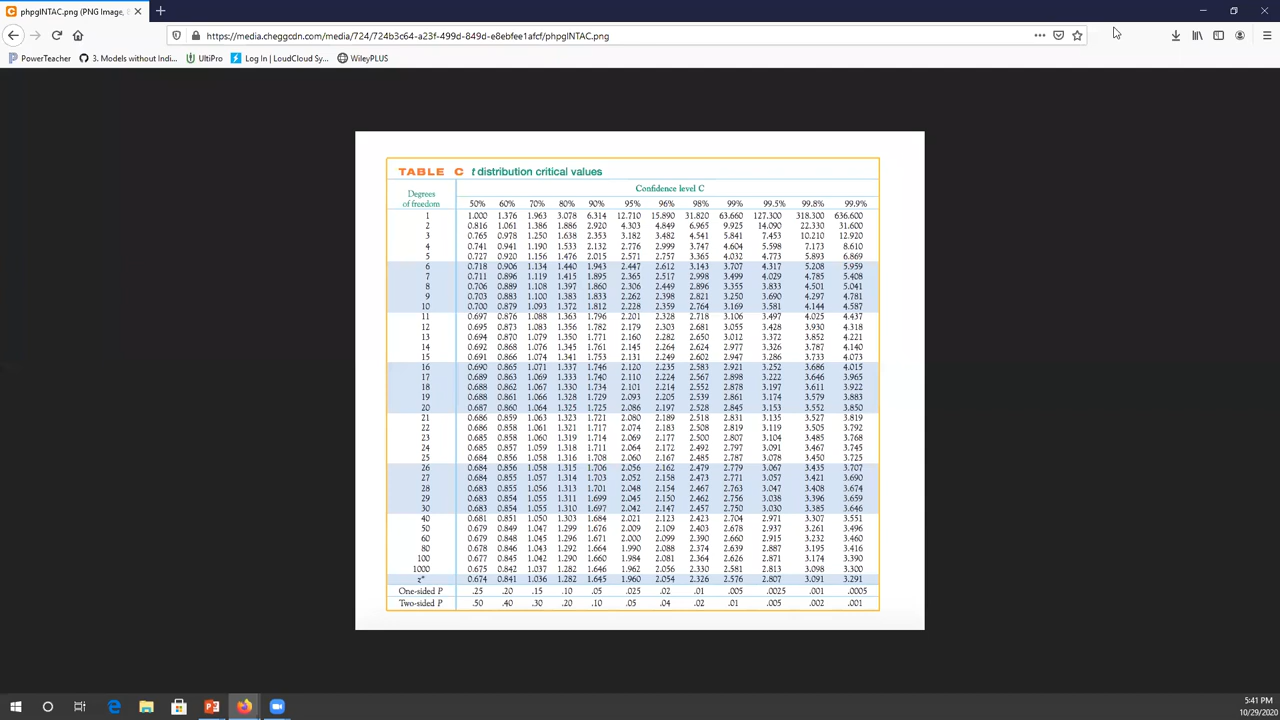 phpgINTAC.png (PNG Image,
https://media.cheggcdn.com/media/724/724b3c64-a23f-499d-849d-e8ebfee1afcf/phpgINTAC.png
PowerTeacher 3. Models without Indi... UltiPro Log In | LoudCloud Sy... WileyPLUS
TABLE C t distribution critical values
Confidence level C
Degrees
of freedom 50% 60% 70% 80% 90% 95% 96% 98% 99% 99.5% 99.8% 99.9%
1 1.000 1.376 1.963 3.078 6.314 12.710 15.890 31.820 63.660 127.300 318.300 636.600
2 0.816 1.061 1.386 1.886 2.920 4.303 4.849 6.965 9.925 14.090 22.330 31.600
3 0.765 0.978 1.250 1.638 2.353 3.182 3.482 4.541 5.841 7.453 10.210 12.920
4 0.741 0.941 1.190 1.533 2.132 2.776 2.999 3.747 4.604 5.598 7.173 8.610
5 0.727 0.920 1.156 1.476 2.015 2.571 2.757 3.365 4.032 4.773 5.893 6.869
6 0.718 0.906 1.134 1.440 1.943 2.447 2.612 3.143 3.707 4.317 5.208 5.959
7 0.711 0.896 1.119 1.415 1.895 2.365 2.517 2.998 3.499 4.029 4.785 5.408
8 0.706 0.889 1.108 1.397 1.860 2.306 2.449 2.896 3.355 3.833 4.501 5.041
9 0.703 0.883 1.100 1.383 1.833 2.262 2.398 2.821 3.250 3.690 4.297 4.781
10 0.700 0.879 1.093 1.372 1.812 2.228 2.359 2.764 3.169 3.581 4.144 4.587
11 0.697 0.876 1.088 1.363 1.796 2.201 2.328 2.718 3.106 3.497 4.025 4.437
12 0.695 0.873 1.083 1.356 1.782 2.179 2.303 2.681 3.055 3.428 3.930 4.318
13 0.694 0.870 1.079 1.350 1.771 2.160 2.282 2.650 3.012 3.372 3.852 4.221
14 0.692 0.868 1.076 1.345 1.761 2.145 2.264 2.624 2.977 3.326 3.787 4.140
15 0.691 0.866 1.074 1.341 1.753 2.131 2.249 2.602 2.947 3.286 3.733 4.073
16 0.690 0.865 1.071 1.337 1.746 2.120 2.235 2.583 2.921 3.252 3.686 4.015
17 0.689 0.863 1.069 1.333 1.740 2.110 2.224 2.567 2.898 3.222 3.646 3.965
18 0.688 0.862 1.067 1.330 1.734 2.101 2.214 2.552 2.878 3.197 3.611 3.922
19 0.688 0.861 1.066 1.328 1.729 2.093 2.205 2.539 2.861 3.174 3.579 3.883
20 0.687 0.860 1.064 1.325 1.725 2.086 2.197 2.528 2.845 3.153 3.552 3.850
21 0.686 0.859 1.063 1.323 1.721 2.080 2.189 2.518 2.831 3.135 3.527 3.819
22 0.686 0.858 1.061 1.321 1.717 2.074 2.183 2.508 2.819 3.119 3.505 3.792
23 0.685 0.858 1.060 1.319 1.714 2.069 2.177 2.500 2.807 3.104 3.485 3.768
24 0.685 0.857 1.059 1.318 1.711 2.064 2.172 2.492 2.797 3.091 3.467 3.745
25 0.684 0.856 1.058 1.316 1.708 2.060 2.167 2.485 2.787 3.078 3.450 3.725
26 0.684 0.856 1.058 1.315 1.706 2.056 2.162 2.479 2.779 3.067 3.435 3.707
27 0.684 0.855 1.057 1.314 1.703 2.052 2.158 2.473 2.771 3.057 3.421 3.690
28 0.683 0.855 1.056 1.313 1.701 2.048 2.154 2.467 2.763 3.047 3.408 3.674
29 0.683 0.854 1.055 1.311 1.699 2.045 2.150 2.462 2.756 3.038 3.396 3.659
30 0.683 0.854 1.055 1.310 1.697 2.042 2.147 2.457 2.750 3.030 3.385 3.646
40 0.681 0.851 1.050 1.303 1.684 2.021 2.123 2.423 2.704 2.971 3.307 3.551
50 0.679 0.849 1.047 1.299 1.676 2.009 2.109 2.403 2.678 2.937 3.261 3.496
60 0.679 0.848 1.045 1.296 1.671 2.000 2.099 2.390 2.660 2.915 3.232 3.460
80 0.678 0.846 1.043 1.292 1.664 1.990 2.088 2.374 2.639 2.887 3.195 3.416
100 0.677 0.845 1.042 1.290 1.660 1.984 2.081 2.364 2.626 2.871 3.174 3.390
1000 0.675 0.842 1.037 1.282 1.646 1.962 2.056 2.330 2.581 2.813 3.098 3.300
z* 0.674 0.841 1.036 1.282 1.645 1.960 2.054 2.326 2.576 2.807 3.091 3.291
One-sided P .25 .20 .15 .10 .05 .025 .02 .01 .005 .0025 .001 .0005
Two-sided P .50 .40 .30 .20 .10 .05 .04 .02 .01 .005 .002 .001
5:41 PM
10/29/2020